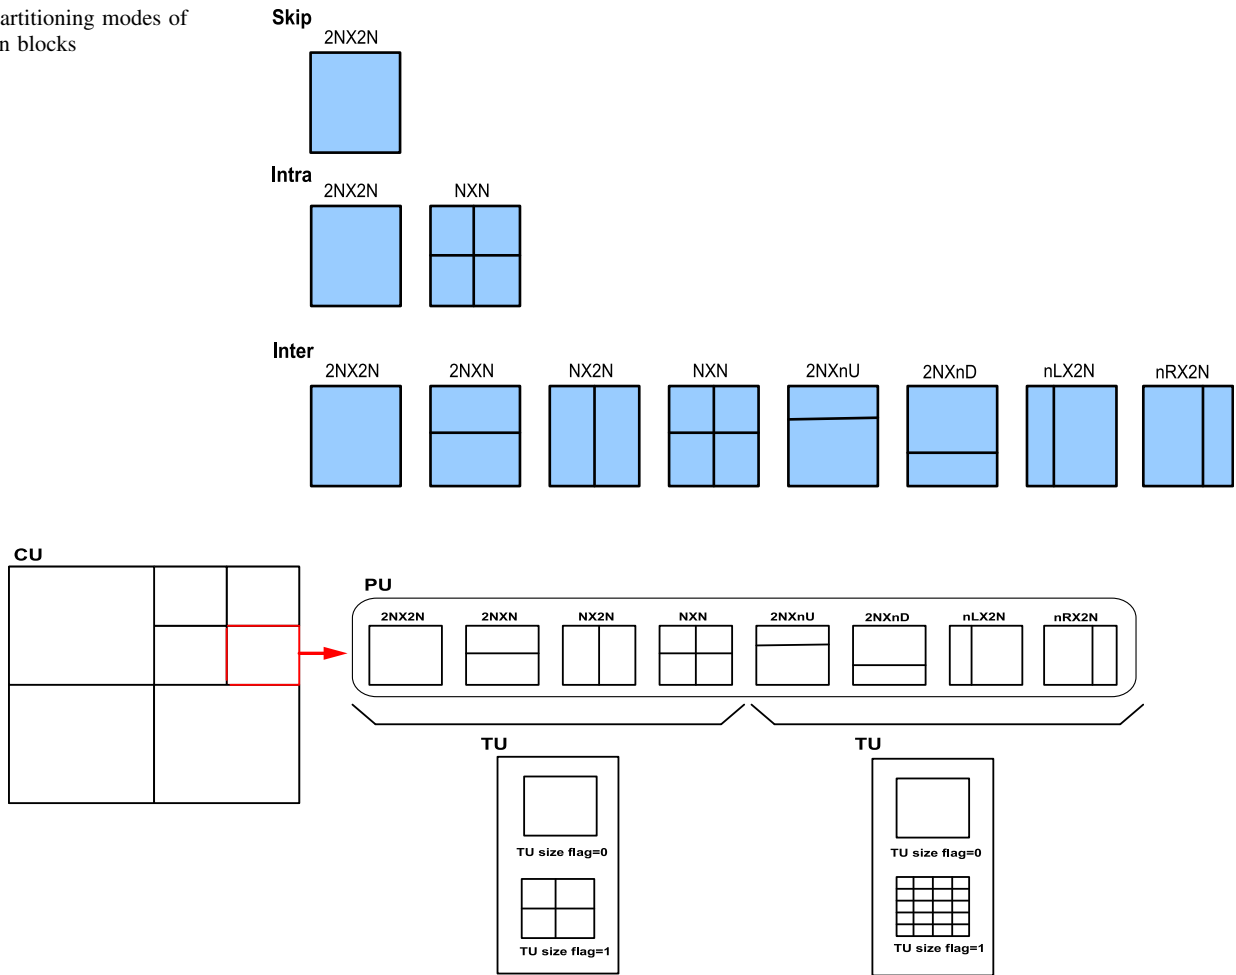 artitioning modes of
n blocks
Skip
2NX2N
Intra
2NX2N NXN
Inter
2NX2N 2NXN NX2N NXN 2NXnU 2NXnD nLX2N nRX2N
CU
PU
2NX2N 2NXN NX2N NXN 2NXnU 2NXnD nLX2N nRX2N
TU TU
TU size flag=0 TU size flag=0
TU size flag=1 TU size flag=1